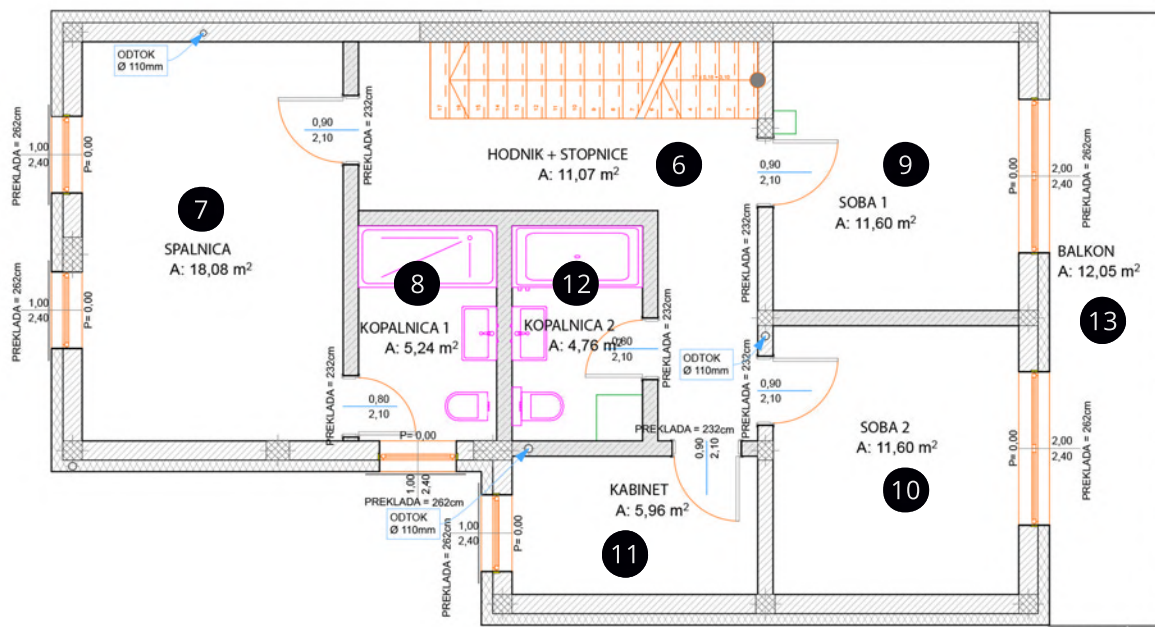 ODTOK
Ø 110mm
PREKLADA = 262cm
1,00
2,40
P= 0,00
PREKLADA = 262cm
1,00
2,40
P= 0,00
7
SPALNICA
A: 18,08 m²
0,90
2,10
PREKLADA = 232cm
HODNIK + STOPNICE
A: 11,07 m²
6
17
16
15
14
13
0,90
2,10
PREKLADA = 232cm
9
SOBA 1
A: 11,60 m²
P= 0,00
2,00
2,40
PREKLADA = 262cm
BALKON
A: 12,05 m²
13
8
KOPALNICA 1
A: 5,24 m²
PREKLADA = 232cm
0,80
2,10
P= 0,00
1,00
2,40
PREKLADA = 262cm
12
KOPALNICA 2
A: 4,76 m²
0,80
2,10
PREKLADA = 232cm
ODTOK
Ø 110mm
PREKLADA = 232cm
0,90
2,10
SOBA 2
A: 11,60 m²
10
P= 0,00
2,00
2,40
PREKLADA = 262cm
PREKLADA = 232cm
0,90
2,10
KABINET
A: 5,96 m²
11
ODTOK
Ø 110mm
1,00
2,40
PREKLADA = 262cm
P= 0,00